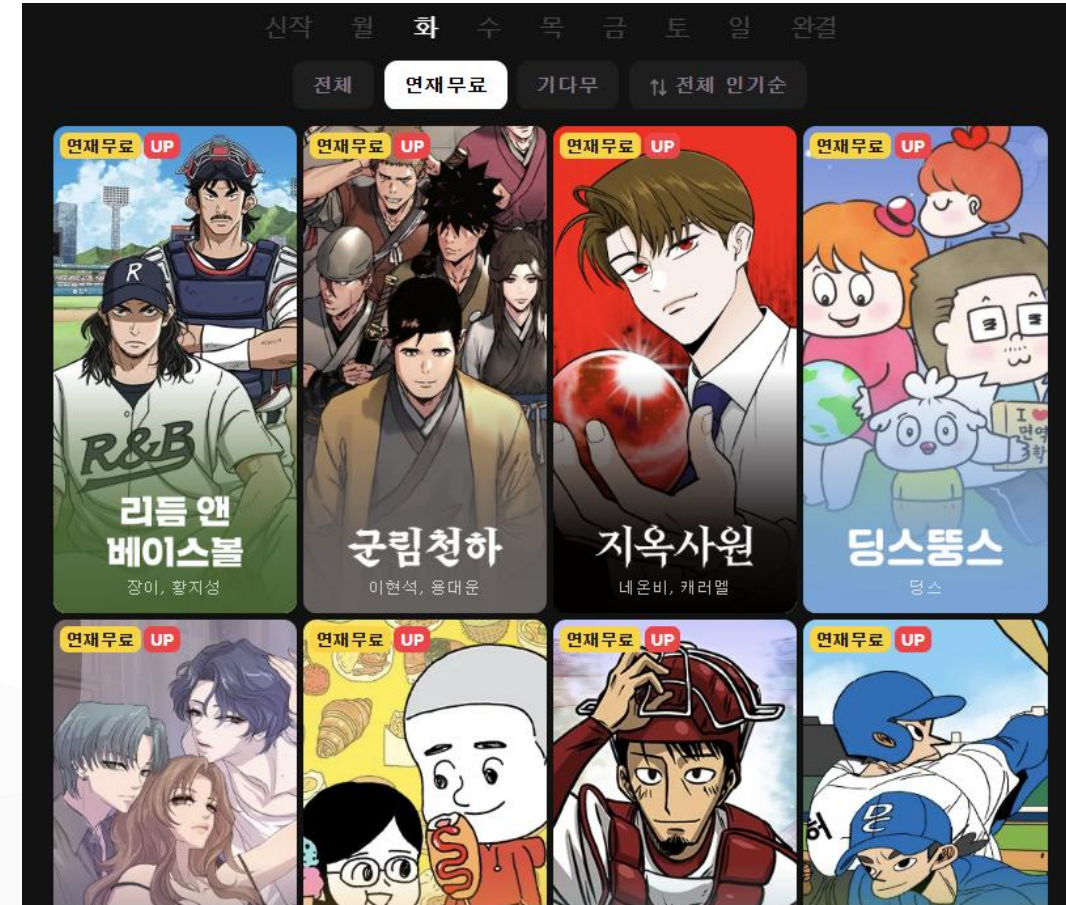 신작 월 화 수 목 금 토 일 완결
전체 연재무료 기다무 ↑↓ 전체 인기순
연재무료 UP 연재무료 UP 연재무료 UP 연재무료 UP
R
R&B
I ♥
면역
학
리듬 앤
베이스볼
장이, 황지성
군림천하
이현석, 용대운
지옥사원
네온비, 캐러멜
딩스뚱스
딩스
연재무료 UP 연재무료 UP 연재무료 UP 연재무료 UP
허